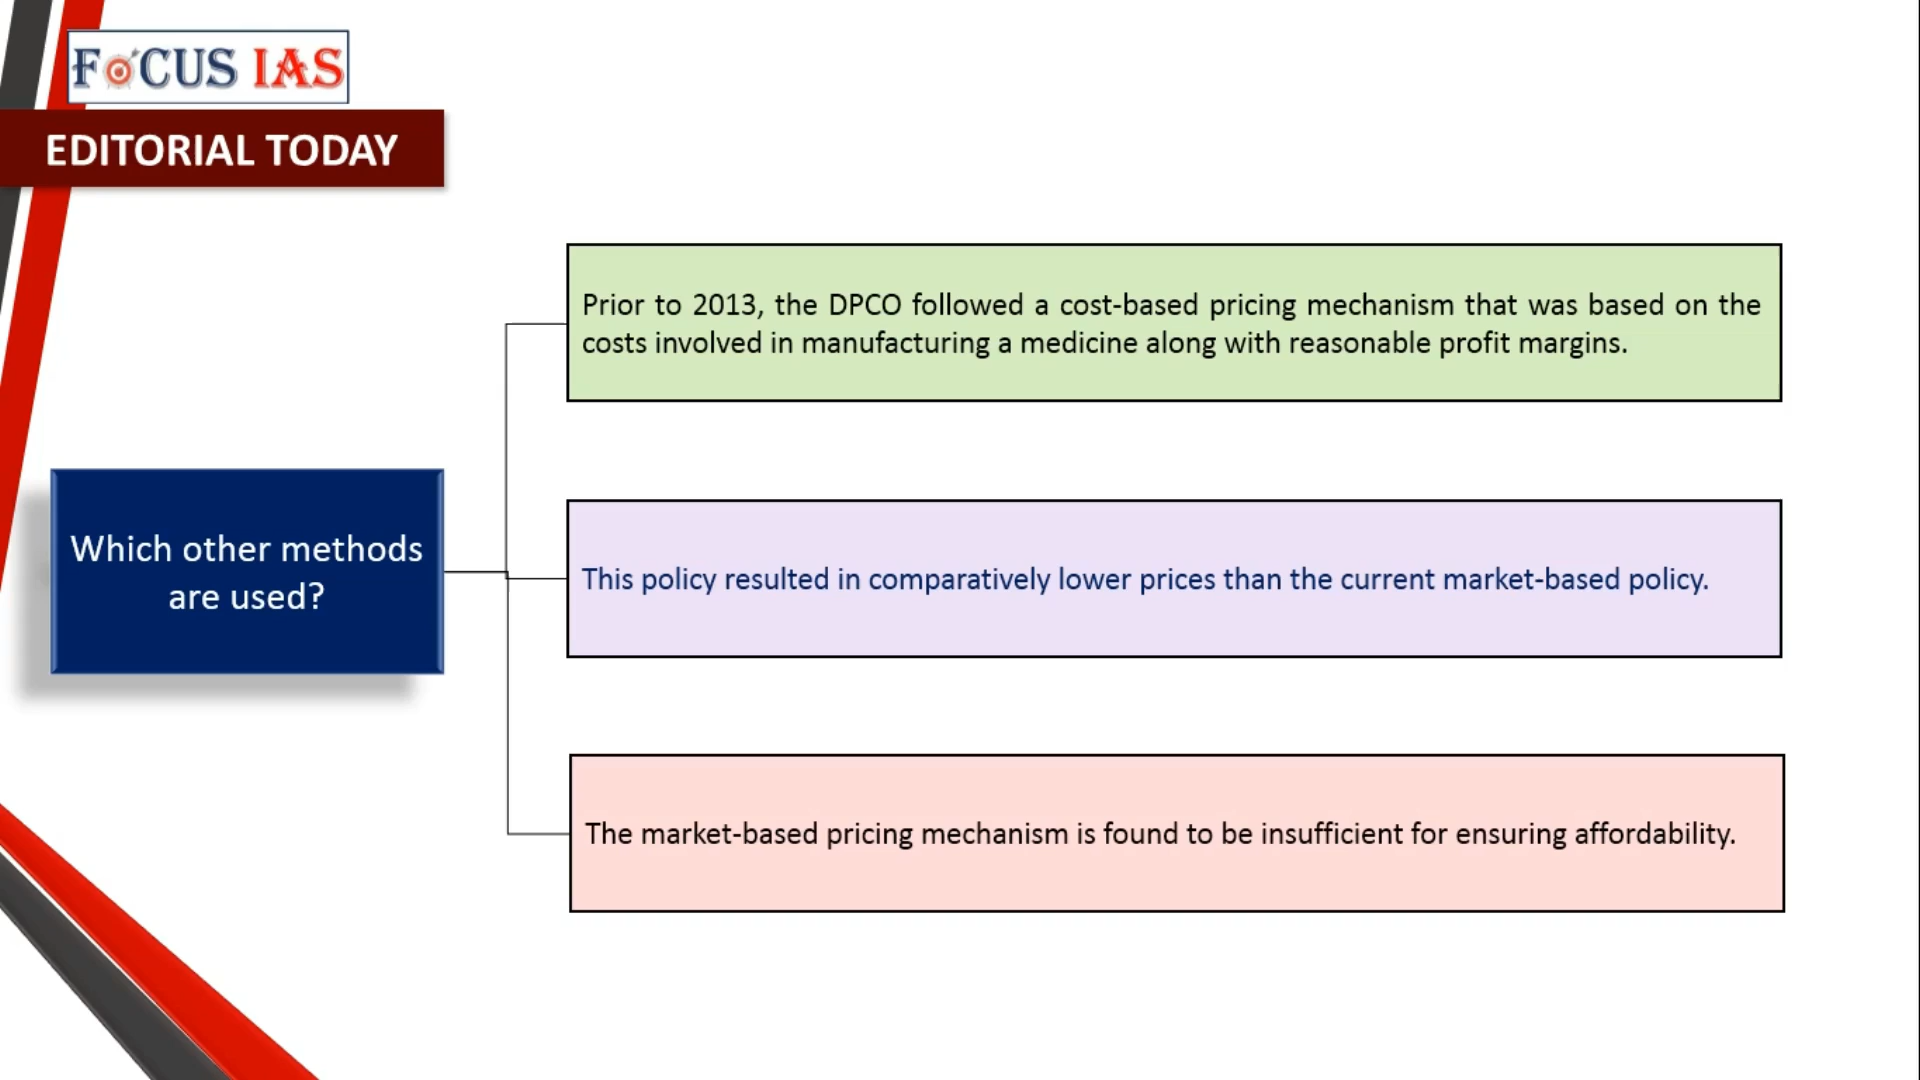 FOCUS IAS
EDITORIAL TODAY
Prior to 2013, the DPCO followed a cost-based pricing mechanism that was based on the
costs involved in manufacturing a medicine along with reasonable profit margins.
Which other methods
are used?
This policy resulted in comparatively lower prices than the current market-based policy.
The market-based pricing mechanism is found to be insufficient for ensuring affordability.